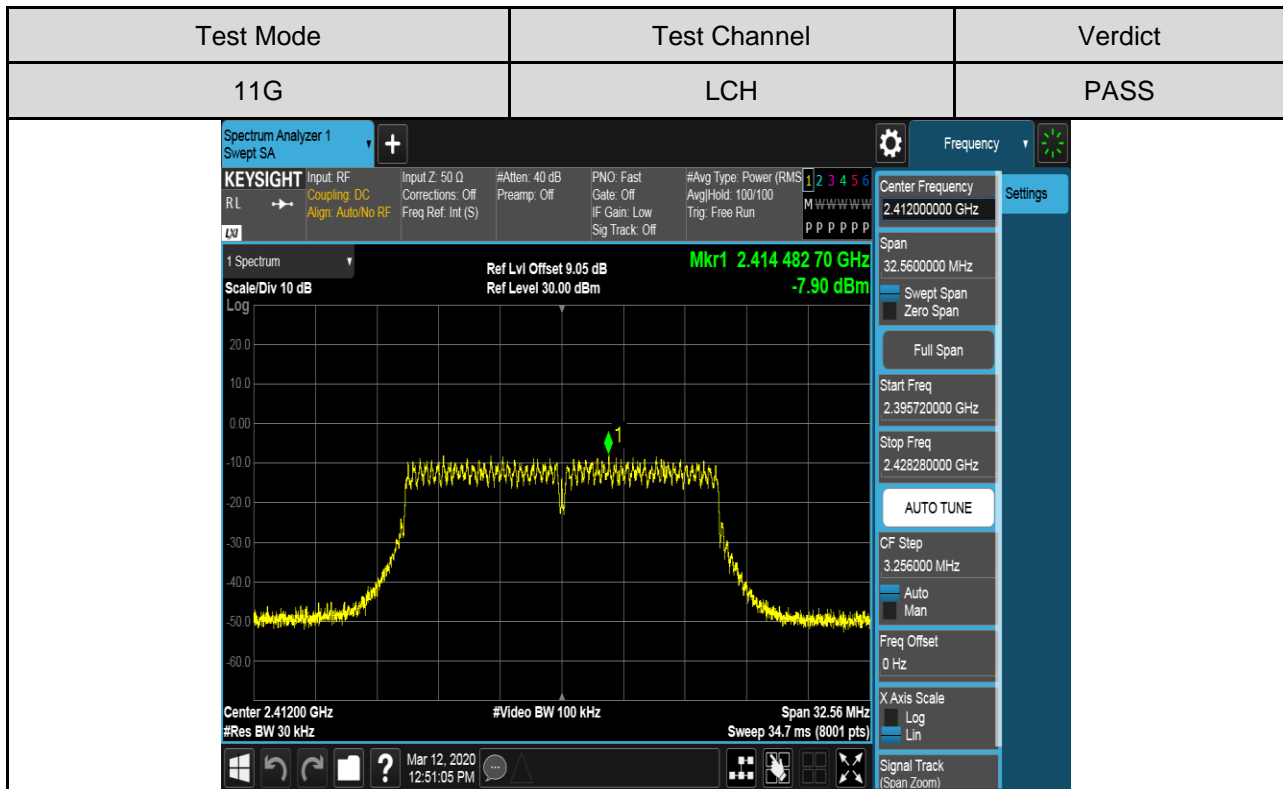 Test Mode Test Channel Verdict
11G LCH PASS
Spectrum Analyzer 1
Swept SA
Frequency
KEYSIGHT
RL
LXI
Input: RF
Coupling: DC
Align: Auto/No RF
Input Z: 50 Ω
Corrections: Off
Freq Ref: Int (S)
#Atten: 40 dB
Preamp: Off
PNO: Fast
Gate: Off
IF Gain: Low
Sig Track: Off
#Avg Type: Power (RMS
Avg|Hold: 100/100
Trig: Free Run
1 2 3 4 5 6
M W W W W W
P P P P P P
1 Spectrum
Scale/Div 10 dB
Ref Lvl Offset 9.05 dB
Ref Level 30.00 dBm
Mkr1 2.414 482 70 GHz
-7.90 dBm
Log
20.0
10.0
0.00
-10.0
-20.0
-30.0
-40.0
-50.0
-60.0
1
Center 2.41200 GHz
#Res BW 30 kHz
#Video BW 100 kHz
Span 32.56 MHz
Sweep 34.7 ms (8001 pts)
Mar 12, 2020
12:51:05 PM
Center Frequency
2.412000000 GHz
Settings
Span
32.5600000 MHz
Swept Span
Zero Span
Full Span
Start Freq
2.395720000 GHz
Stop Freq
2.428280000 GHz
AUTO TUNE
CF Step
3.256000 MHz
Auto
Man
Freq Offset
0 Hz
X Axis Scale
Log
Lin
Signal Track
(Span Zoom)